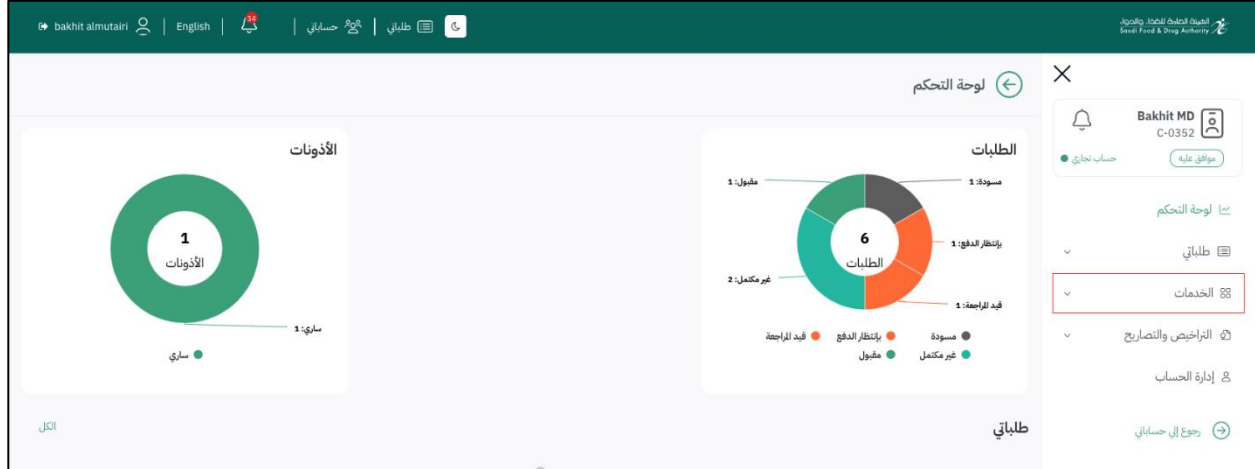 الهيئة العامة للغذاء والدواء
Saudi Food & Drug Authority
طلباتي
حساباتي
34
English
bakhit almutairi
لوحة التحكم
Bakhit MD
C-0352
موافق عليه
حساب تجاري
لوحة التحكم
طلباتي
الخدمات
التراخيص والتصاريح
إدارة الحساب
رجوع إلي حساباتي
الطلبات
مسودة: 1
مقبول: 1
بإنتظار الدفع: 1
6
الطلبات
غير مكتمل: 2
قيد المراجعة: 1
مسودة
بإنتظار الدفع
قيد المراجعة
غير مكتمل
مقبول
الأذونات
1
الأذونات
ساري: 1
ساري
طلباتي
الكل